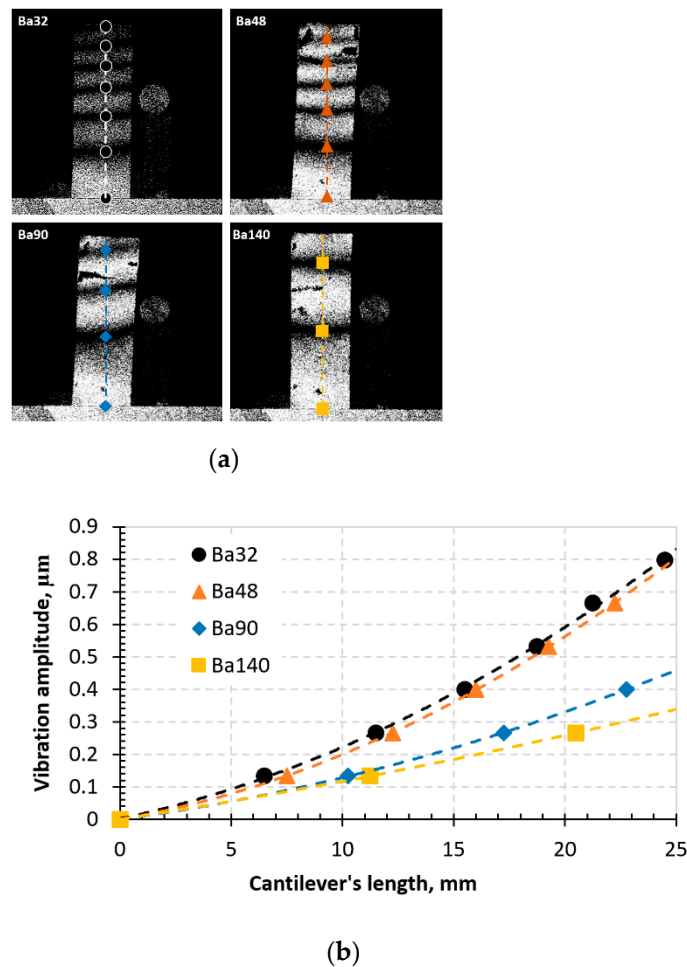 Ba32
Ba48
Ba90
Ba140
(a)
0.9
0.8
0.7
0.6
0.5
0.4
0.3
0.2
0.1
0
Vibration amplitude, μm
Ba32
Ba48
Ba90
Ba140
0 5 10 15 20 25
Cantilever's length, mm
(b)